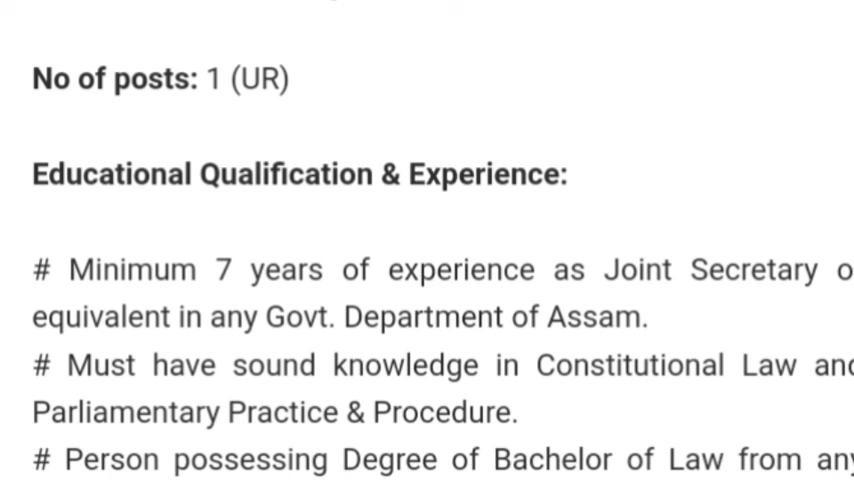 No of posts: 1 (UR)
Educational Qualification & Experience:
# Minimum 7 years of experience as Joint Secretary
equivalent in any Govt. Department of Assam.
# Must have sound knowledge in Constitutional Law and
Parliamentary Practice & Procedure.
# Person possessing Degree of Bachelor of Law from any